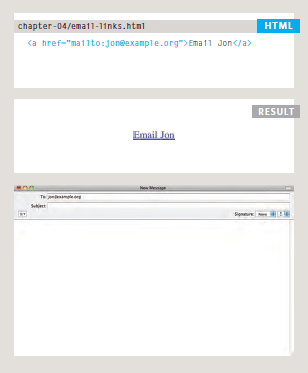 chapter-04/email-links.html HTML
<a href="mailto:jon@example.org">Email Jon</a>
RESULT
Email Jon
New Message
To: jon@example.org
Subject:
Signature: None